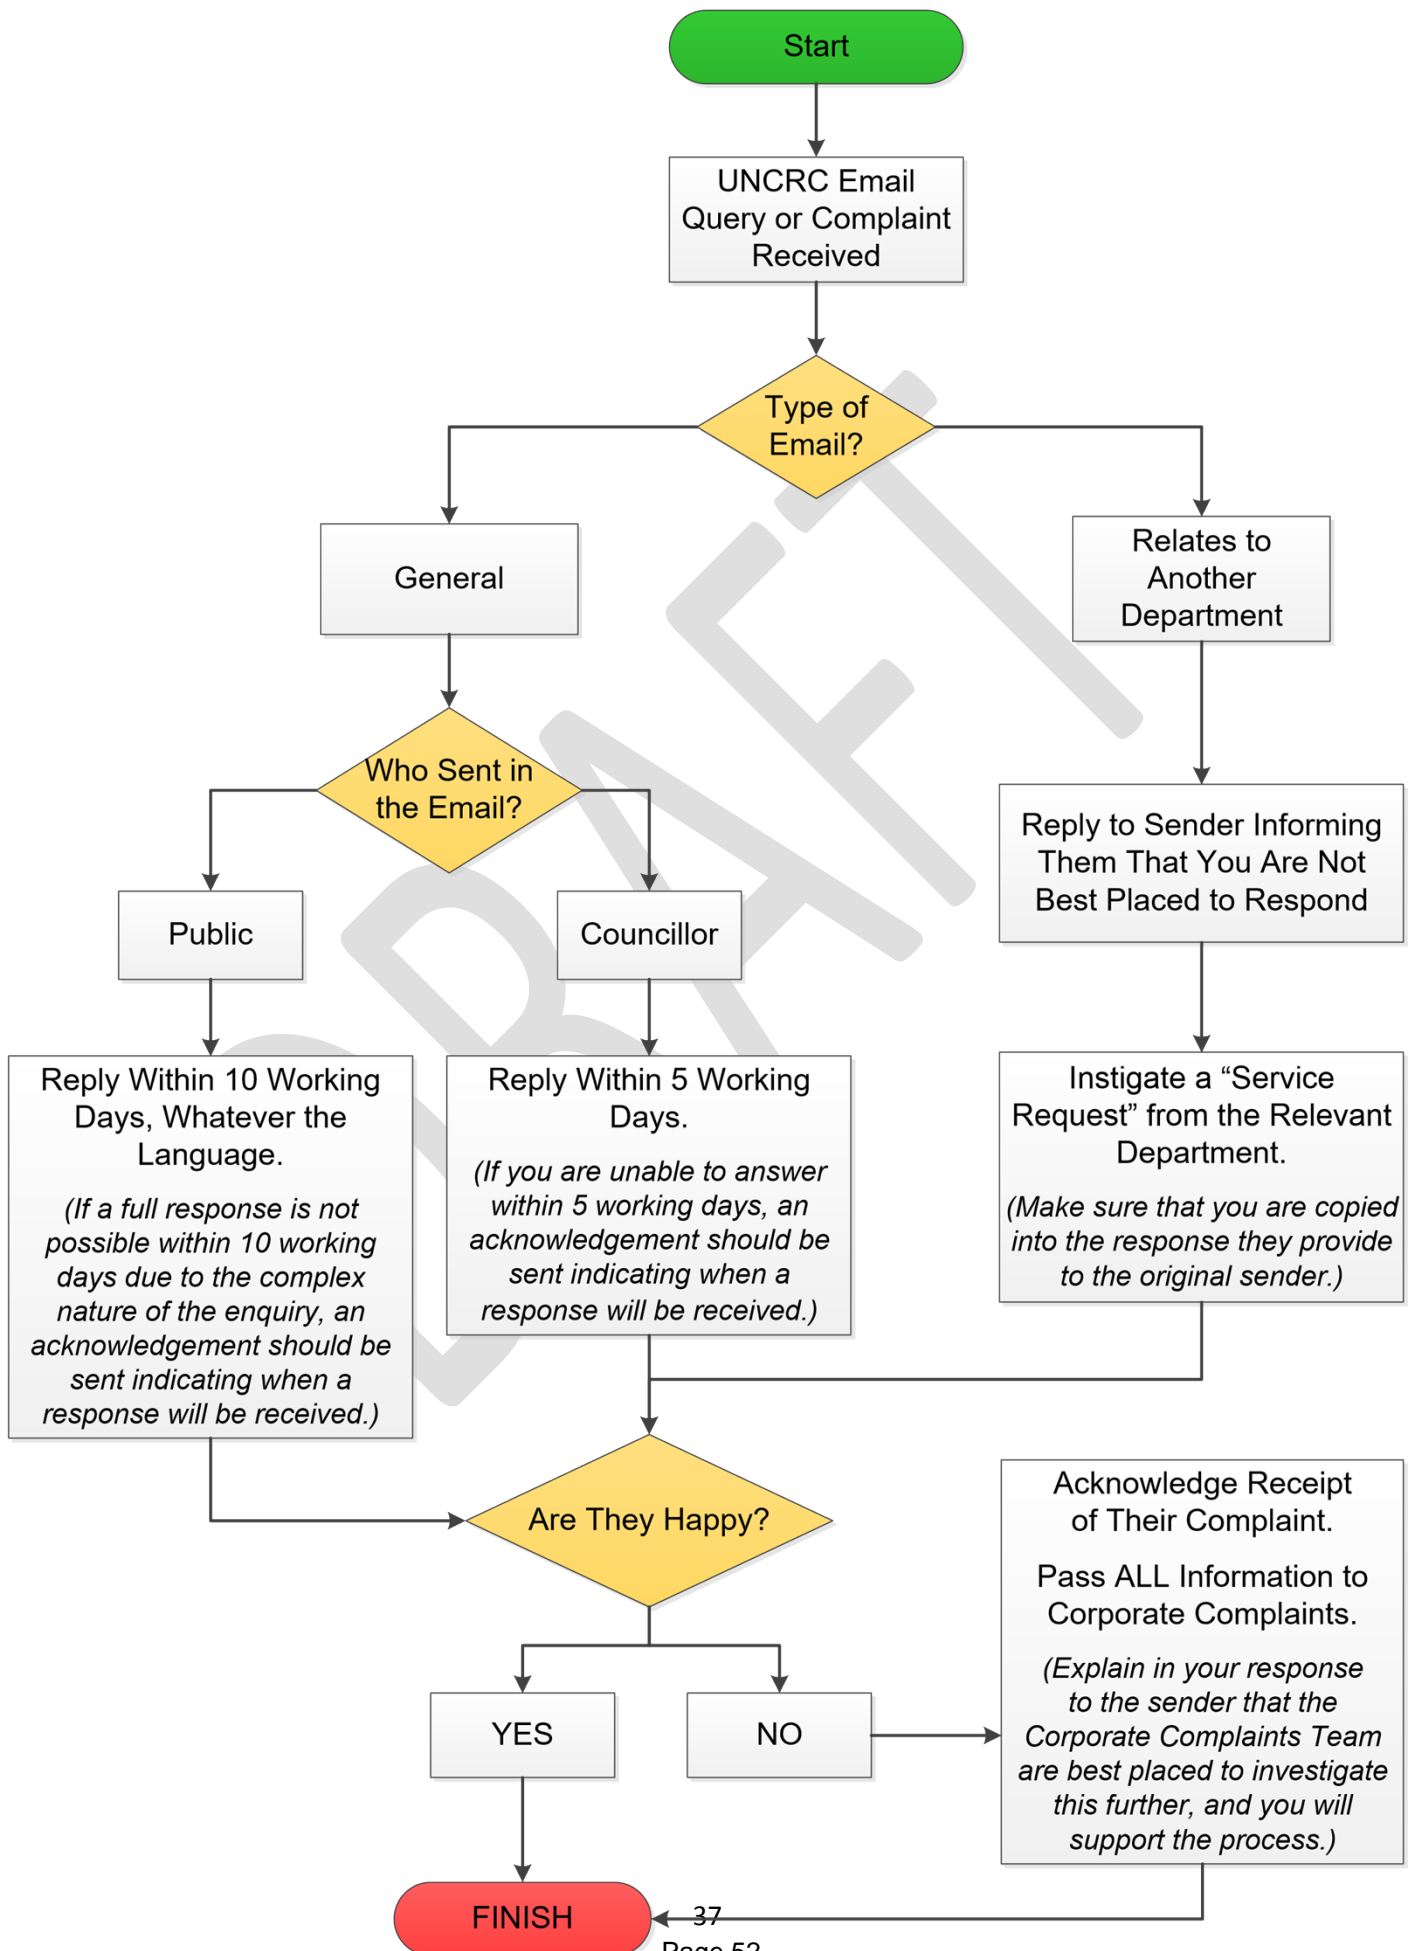 Start
UNCRC Email
Query or Complaint
Received
Type of
Email?
General
Relates to
Another
Department
Who Sent in
the Email?
Reply to Sender Informing
Them That You Are Not
Best Placed to Respond
Public
Councillor
Reply Within 10 Working
Days, Whatever the
Language.
(If a full response is not
possible within 10 working
days due to the complex
nature of the enquiry, an
acknowledgement should be
sent indicating when a
response will be received.)
Reply Within 5 Working
Days.
(If you are unable to answer
within 5 working days, an
acknowledgement should be
sent indicating when a
response will be received.)
Instigate a “Service
Request” from the Relevant
Department.
(Make sure that you are copied
into the response they provide
to the original sender.)
Are They Happy?
Acknowledge Receipt
of Their Complaint.
Pass ALL Information to
Corporate Complaints.
(Explain in your response
to the sender that the
Corporate Complaints Team
are best placed to investigate
this further, and you will
support the process.)
YES
NO
FINISH
37
Page 52
DRAFT